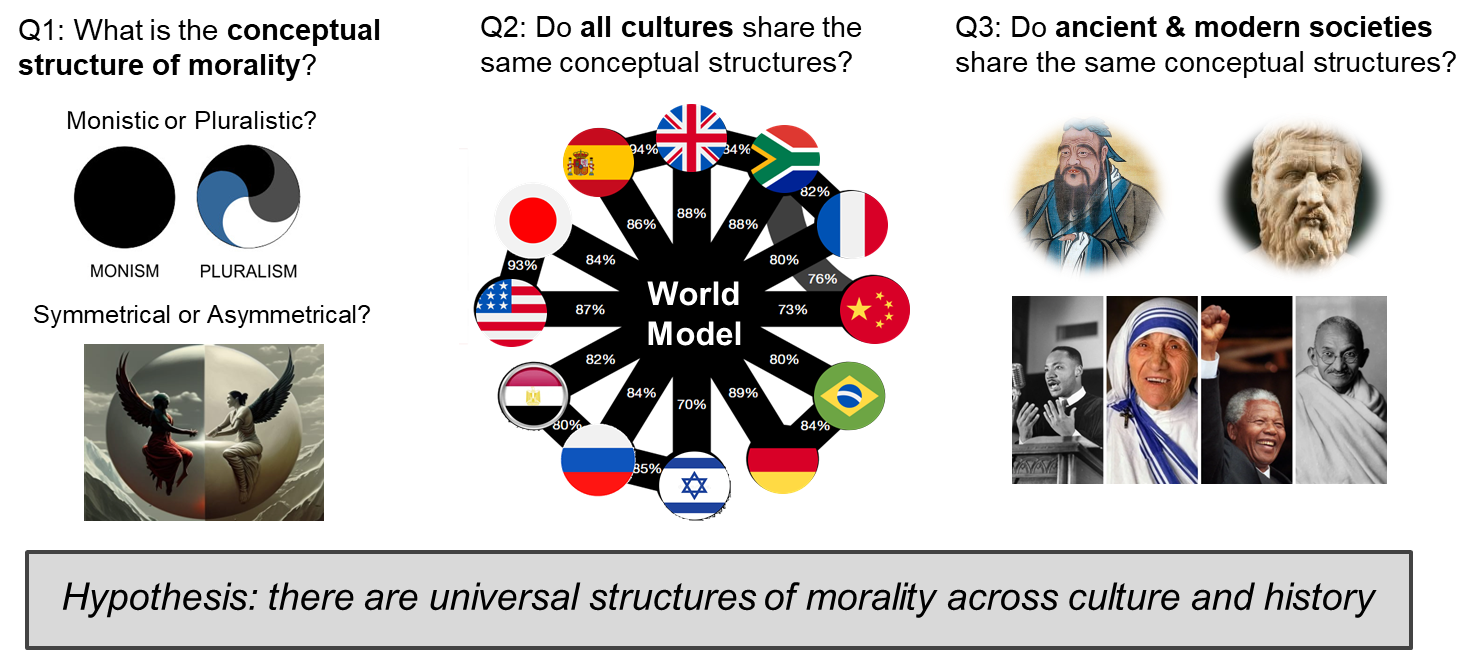 Q1: What is the conceptual
structure of morality?
Monistic or Pluralistic?
MONISM
PLURALISM
Symmetrical or Asymmetrical?
Q2: Do all cultures share the
same conceptual structures?
94%
84%
82%
88%
86%
88%
84%
80%
93%
76%
World
Model
87%
73%
82%
80%
84%
89%
70%
80%
84%
85%
Q3: Do ancient & modern societies
share the same conceptual structures?
Hypothesis: there are universal structures of morality across culture and history